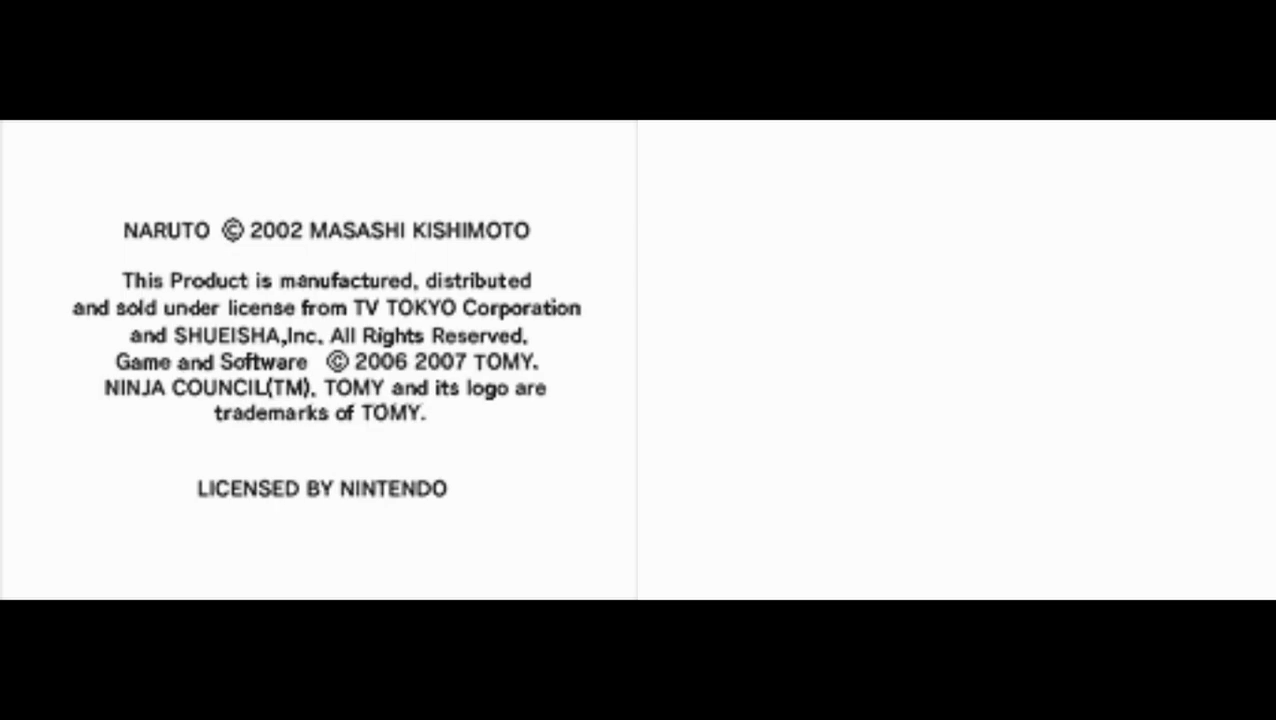 NARUTO © 2002 MASASHI KISHIMOTO
This Product is manufactured, distributed
and sold under license from TV TOKYO Corporation
and SHUEISHA,Inc. All Rights Reserved.
Game and Software © 2006 2007 TOMY.
NINJA COUNCIL(TM), TOMY and its logo are
trademarks of TOMY.
LICENSED BY NINTENDO